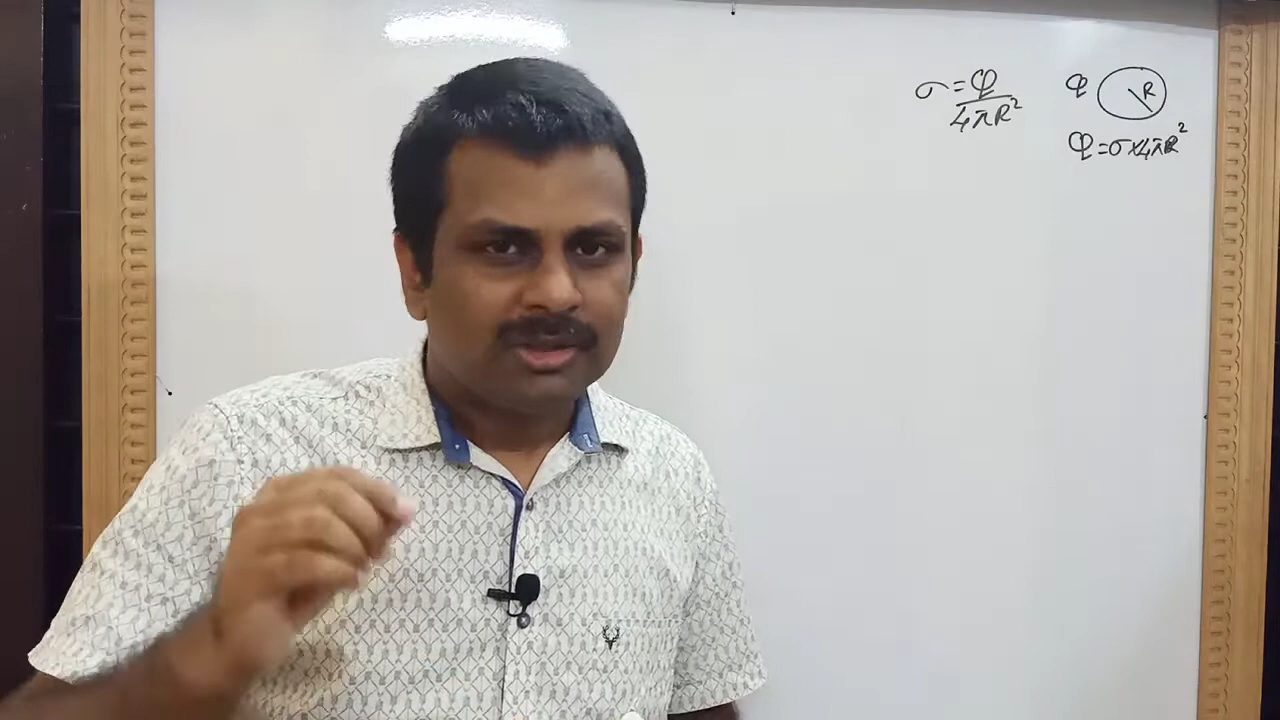 σ = q/4πR²
q R
q = σ × 4πR²